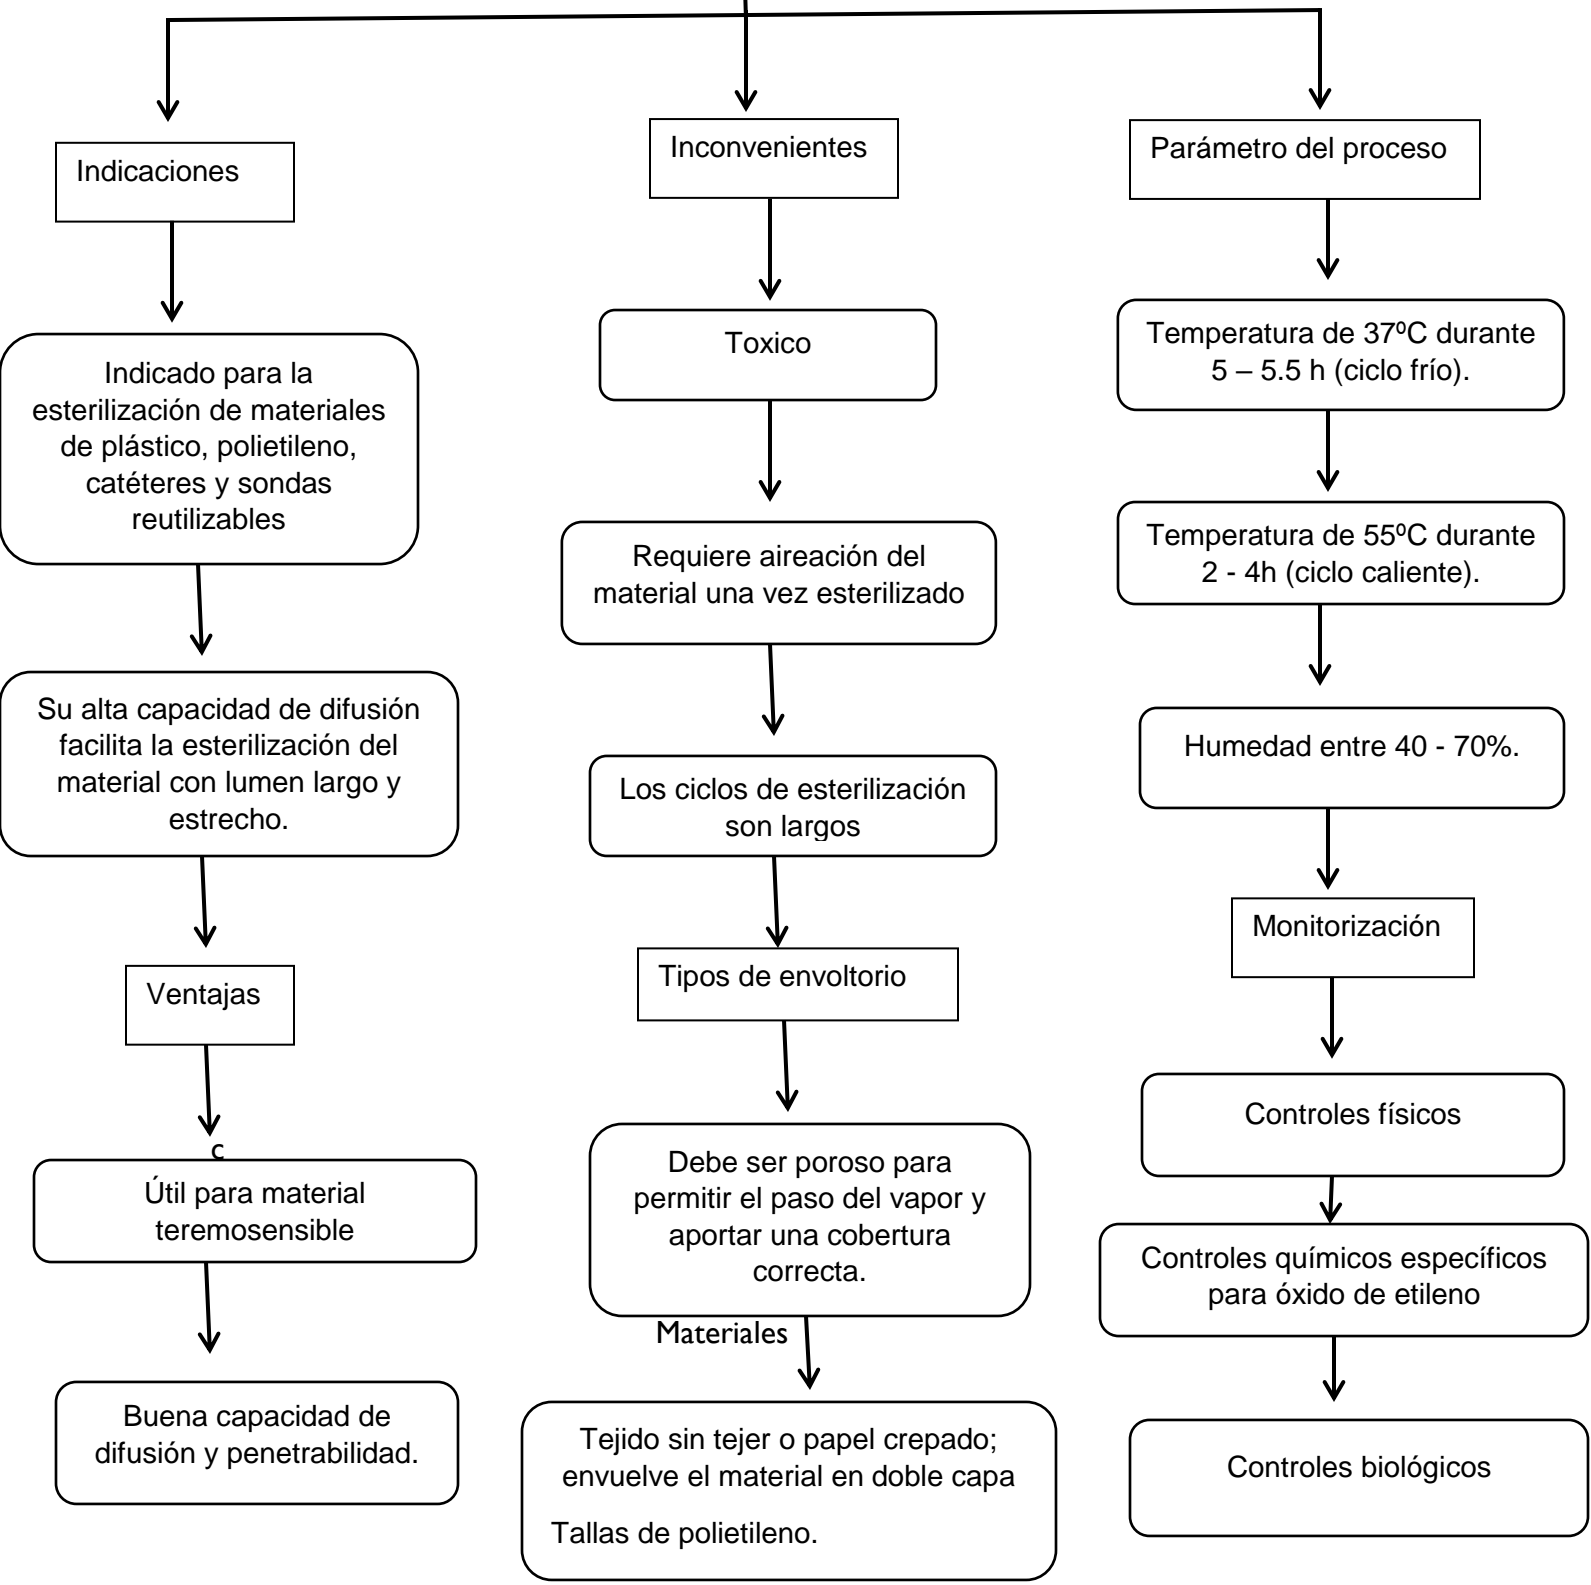 Indicaciones
Indicado para la
esterilización de materiales
de plástico, polietileno,
catéteres y sondas
reutilizables
Su alta capacidad de difusión
facilita la esterilización del
material con lumen largo y
estrecho.
Ventajas
c
Útil para material
teremosensible
Buena capacidad de
difusión y penetrabilidad.
Inconvenientes
Toxico
Requiere aireación del
material una vez esterilizado
Los ciclos de esterilización
son largos
Tipos de envoltorio
Debe ser poroso para
permitir el paso del vapor y
aportar una cobertura
correcta.
Materiales
Tejido sin tejer o papel crepado;
envuelve el material en doble capa
Tallas de polietileno.
Parámetro del proceso
Temperatura de 37ºC durante
5 – 5.5 h (ciclo frío).
Temperatura de 55ºC durante
2 - 4h (ciclo caliente).
Humedad entre 40 - 70%.
Monitorización
Controles físicos
Controles químicos específicos
para óxido de etileno
Controles biológicos